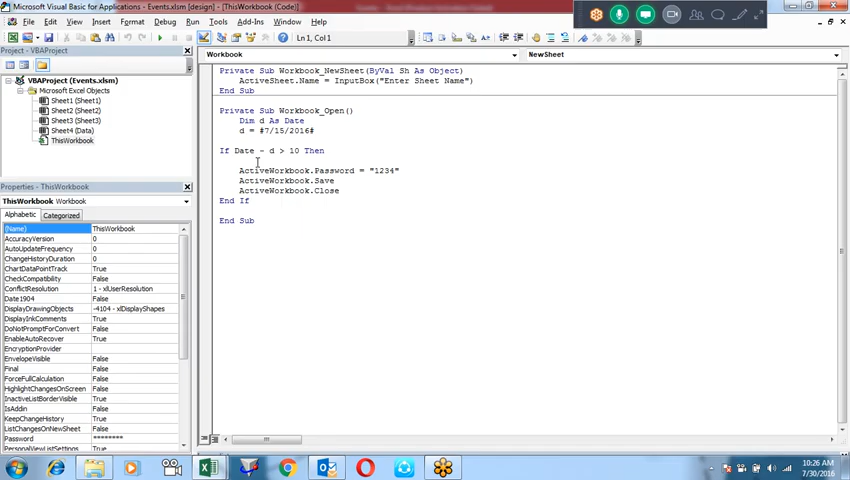 Microsoft Visual Basic for Applications - Events.xlsm [design] - [ThisWorkbook (Code)]
File Edit View Insert Format Debug Run Tools Add-Ins Window Help
Ln 1, Col 1
Project - VBAProject
VBAProject (Events.xlsm)
Microsoft Excel Objects
Sheet1 (Sheet1)
Sheet2 (Sheet2)
Sheet3 (Sheet3)
Sheet4 (Data)
ThisWorkbook
Properties - ThisWorkbook
ThisWorkbook Workbook
Alphabetic Categorized
(Name) ThisWorkbook
AccuracyVersion 0
AutoUpdateFrequency 0
ChangeHistoryDuration 0
ChartDataPointTrack True
CheckCompatibility False
ConflictResolution 1 - xlUserResolution
Date1904 False
DisplayDrawingObjects -4104 - xlDisplayShapes
DisplayInkComments True
DoNotPromptForConvert False
EnableAutoRecover True
EncryptionProvider
EnvelopeVisible False
Final False
ForceFullCalculation False
HighlightChangesOnScreen False
InactiveListBorderVisible True
IsAddin False
KeepChangeHistory True
ListChangesOnNewSheet False
Password ********
PersonalViewListSettings True
Workbook
NewSheet
Private Sub Workbook_NewSheet(ByVal Sh As Object)
ActiveSheet.Name = InputBox("Enter Sheet Name")
End Sub
Private Sub Workbook_Open()
Dim d As Date
d = #7/15/2016#
If Date - d > 10 Then
ActiveWorkbook.Password = "1234"
ActiveWorkbook.Save
ActiveWorkbook.Close
End If
End Sub
10:26 AM
7/30/2016